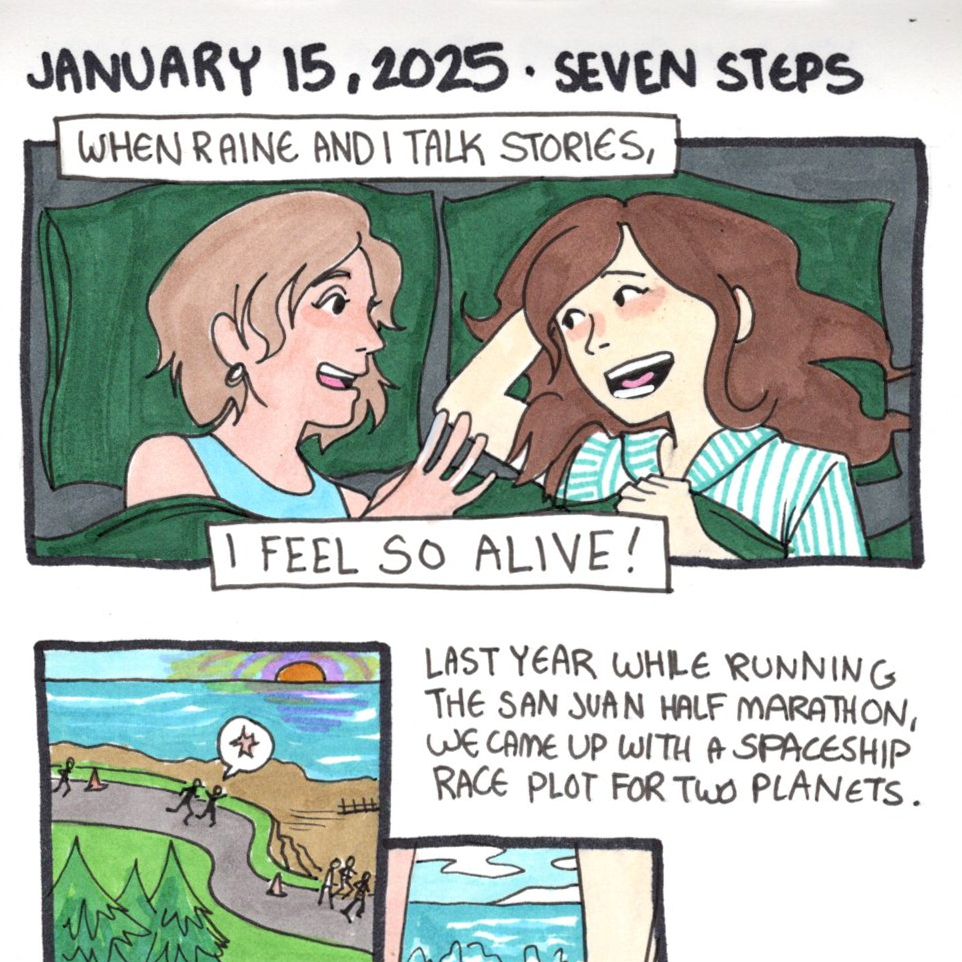 JANUARY 15, 2025 · SEVEN STEPS
WHEN RAINE AND I TALK STORIES,
I FEEL SO ALIVE!
LAST YEAR WHILE RUNNING
THE SAN JUAN HALF MARATHON,
WE CAME UP WITH A SPACESHIP
RACE PLOT FOR TWO PLANETS.